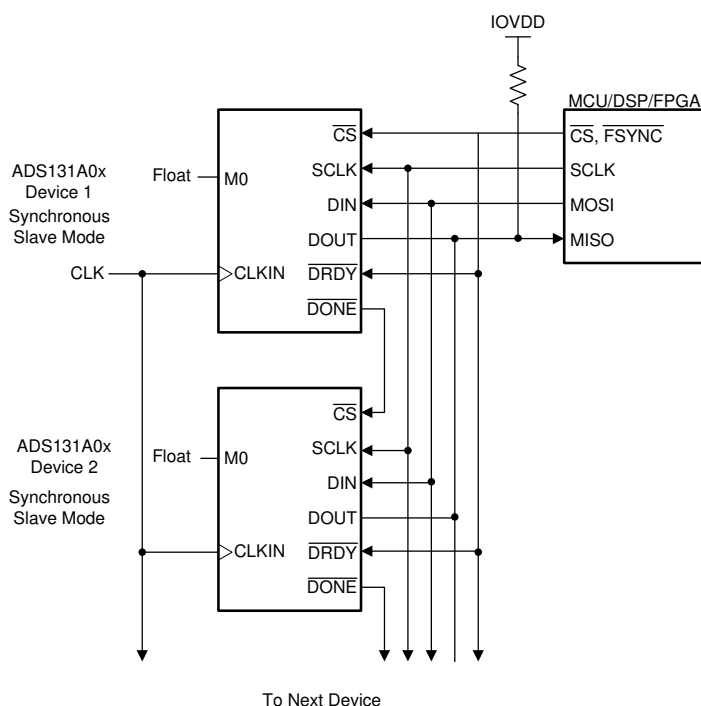 IOVDD
MCU/DSP/FPGA
CS, FSYNC
SCLK
MOSI
MISO
ADS131A0x
Device 1
Synchronous
Slave Mode
Float
M0
CLK
CLKIN
CS
SCLK
DIN
DOUT
DRDY
DONE
ADS131A0x
Device 2
Synchronous
Slave Mode
Float
M0
CLKIN
CS
SCLK
DIN
DOUT
DRDY
DONE
To Next Device